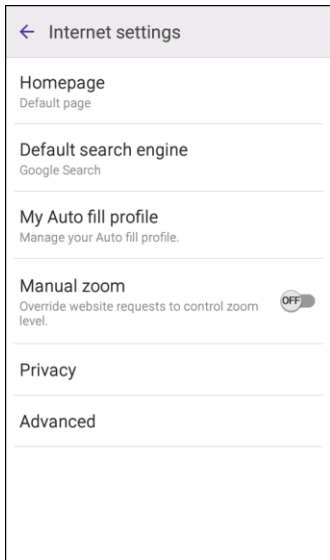 Internet settings
Homepage
Default page
Default search engine
Google Search
My Auto fill profile
Manage your Auto fill profile.
Manual zoom
Override website requests to control zoom
level.
OFF
Privacy
Advanced